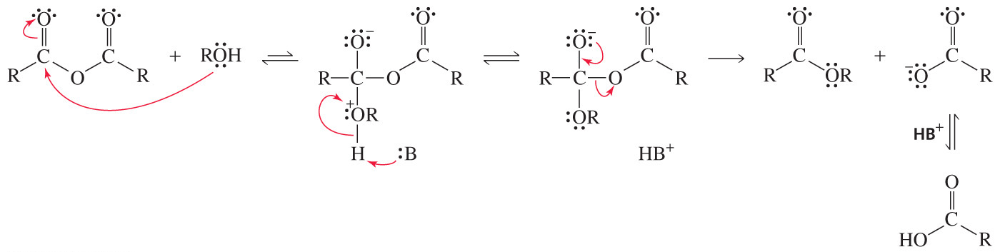 O O O O O O
O⁻ O⁻
C C + ROH C C C + C
R O R R C O R R C O R R OR ⁻O R
⁺OR OR
HB⁺
H :B HB⁺
O
C
HO R